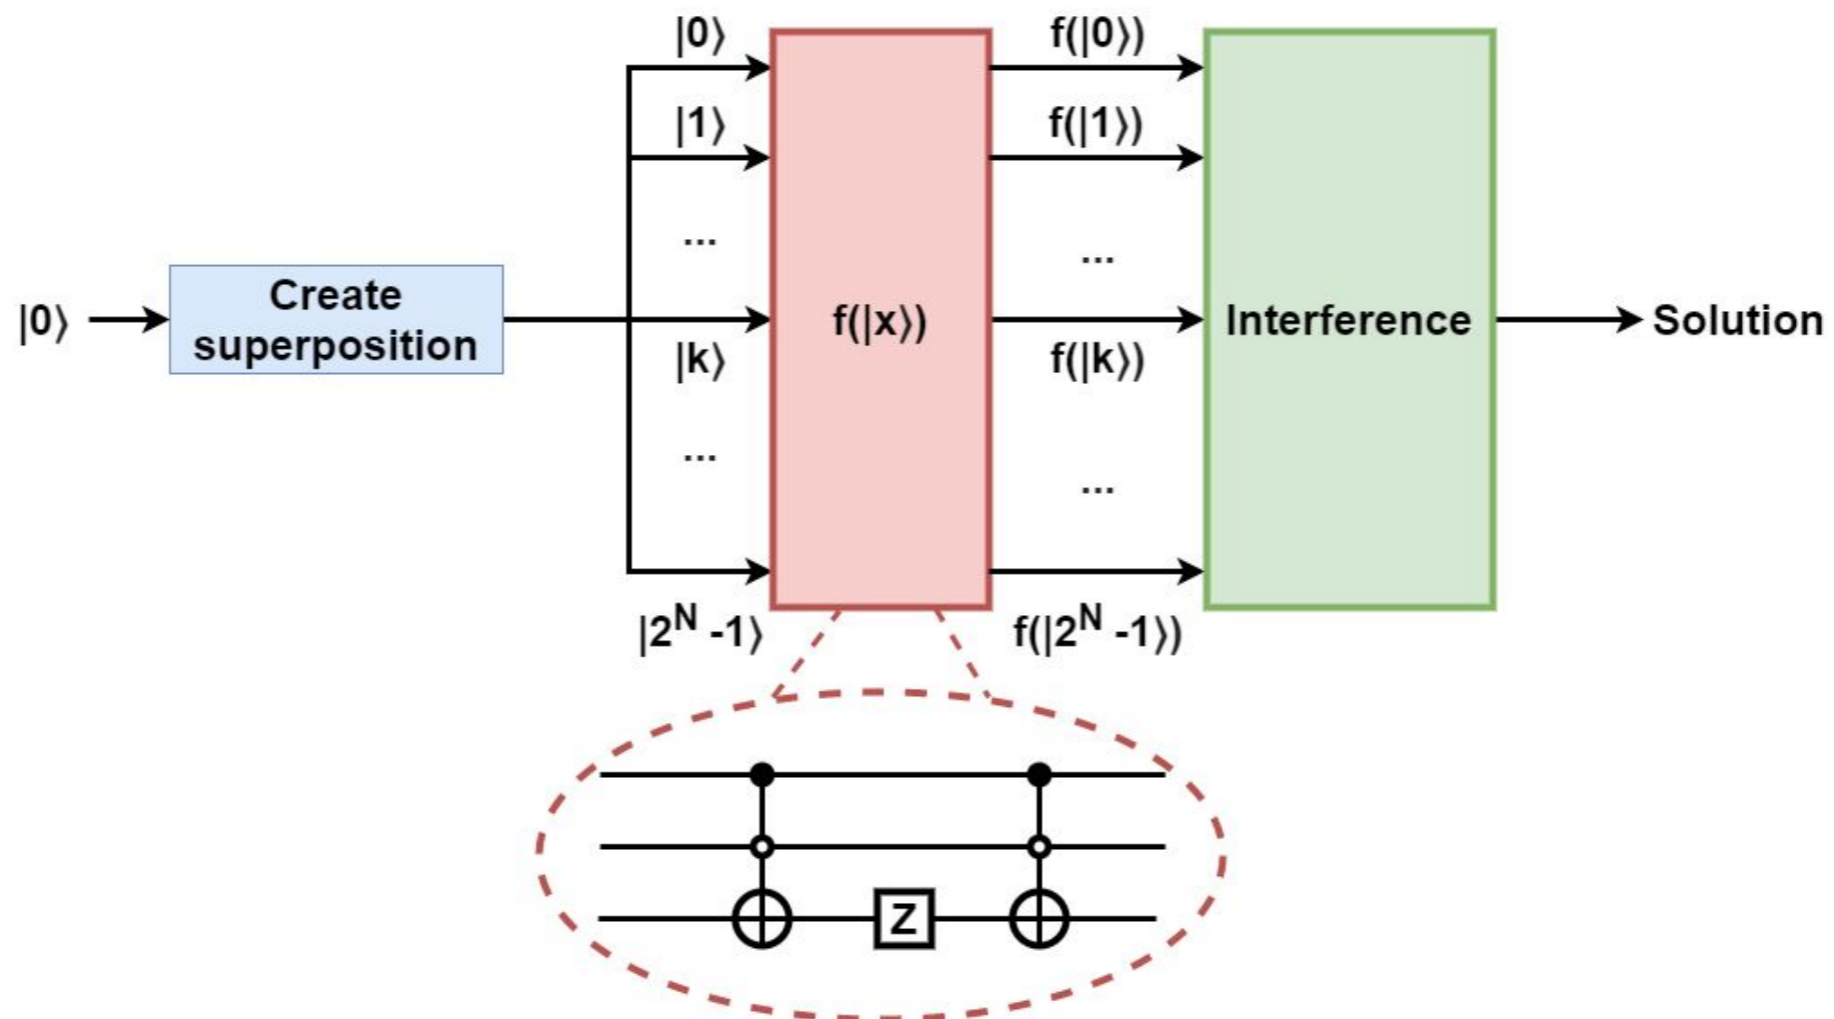 |0⟩
Create
superposition
|0⟩
|1⟩
...
|k⟩
...
|2^N -1⟩
f(|x⟩)
f(|0⟩)
f(|1⟩)
...
f(|k⟩)
...
f(|2^N -1⟩)
Interference
Solution
Z